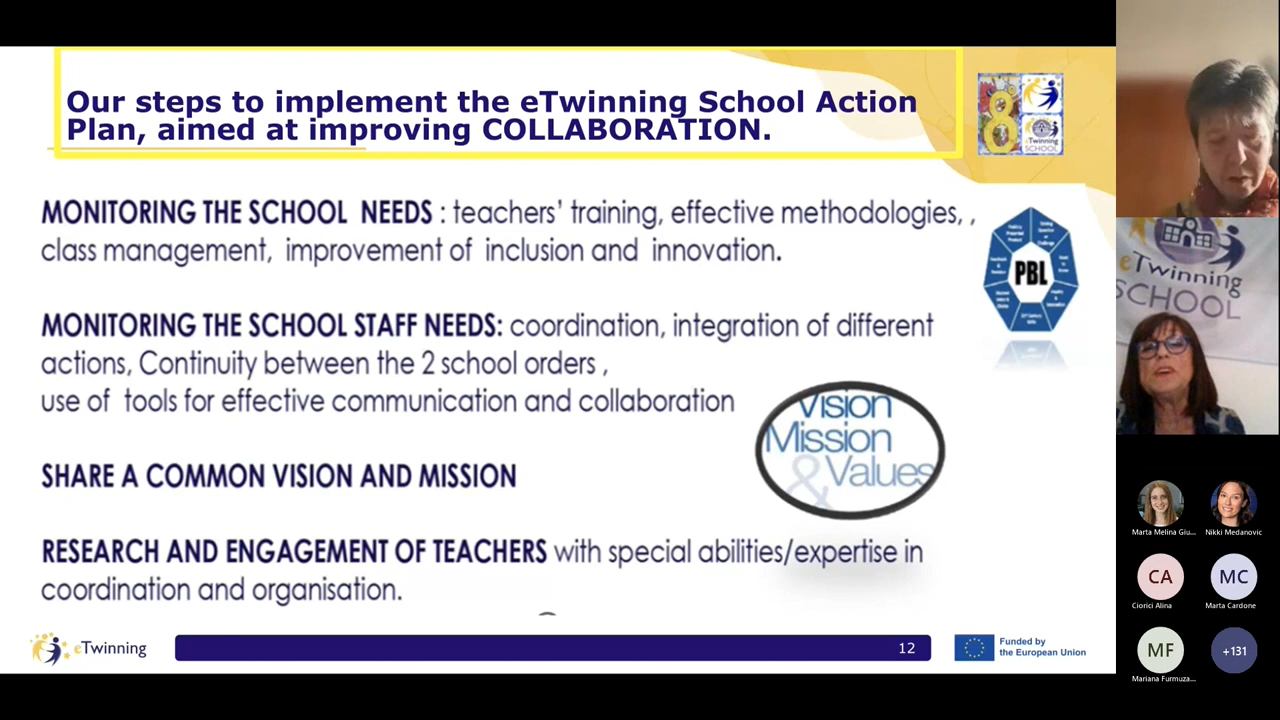 Our steps to implement the eTwinning School Action
Plan, aimed at improving COLLABORATION.
8
eTwinning
SCHOOL
MONITORING THE SCHOOL NEEDS : teachers’ training, effective methodologies, ,
class management, improvement of inclusion and innovation.
PBL
MONITORING THE SCHOOL STAFF NEEDS: coordination, integration of different
actions, Continuity between the 2 school orders ,
use of tools for effective communication and collaboration
Vision
Mission
& Values
SHARE A COMMON VISION AND MISSION
RESEARCH AND ENGAGEMENT OF TEACHERS with special abilities/expertise in
coordination and organisation.
eTwinning
12
Funded by
the European Union
eTwinning
SCHOOL
Marta Melina Giu...
Nikki Medanovic
CA
MC
Ciorici Alina
Marta Cardone
MF
+131
Mariana Furmuza...